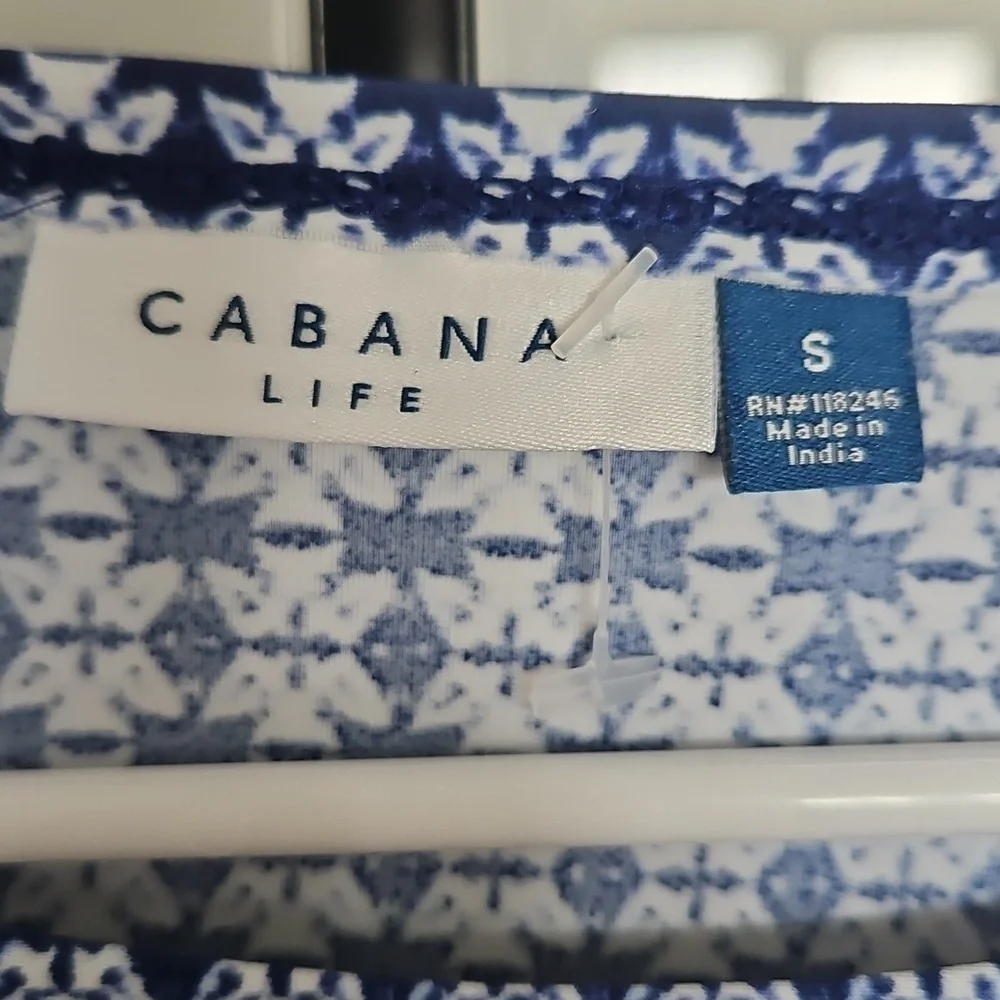 CABANA
LIFE
S
RN#118246
Made in
India